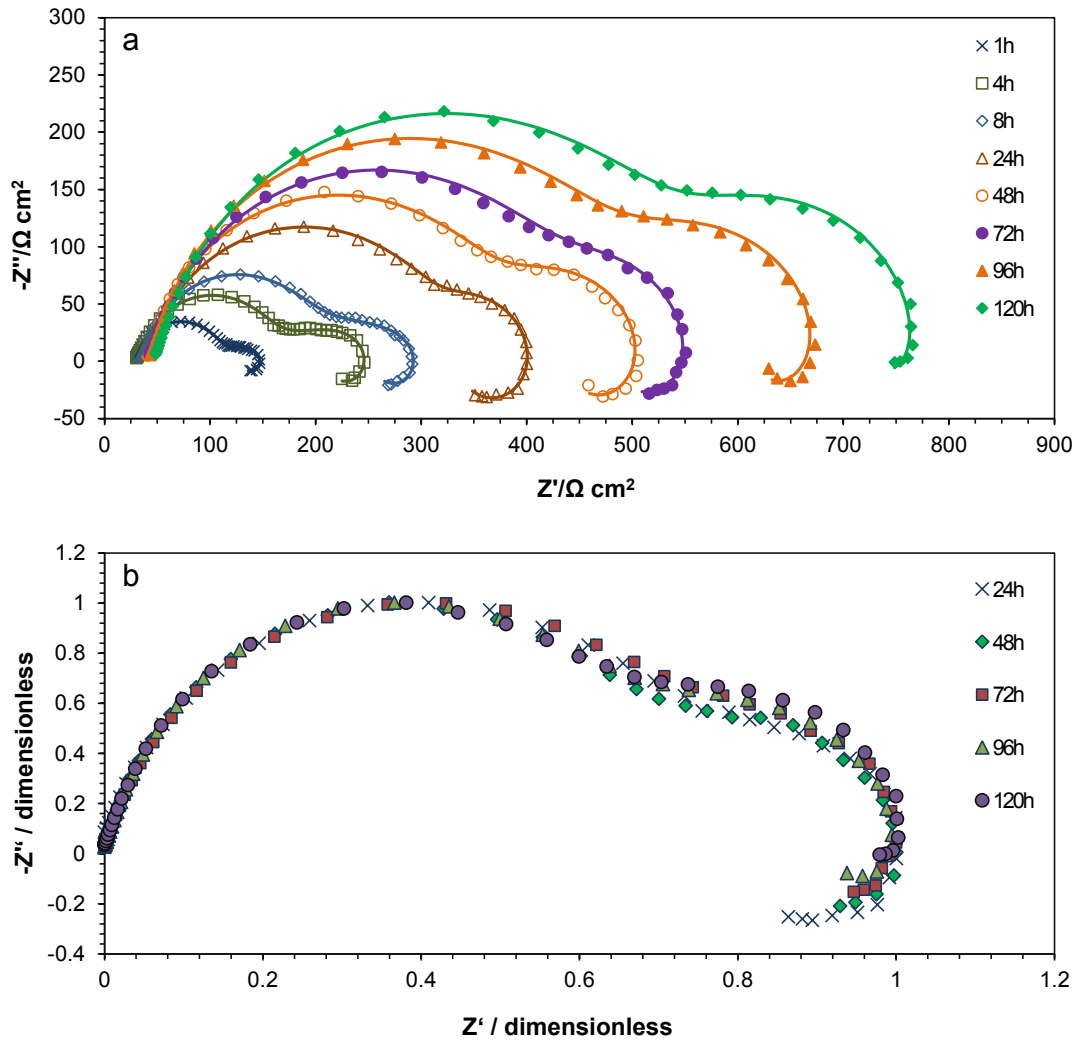 a
300
250
200
150
100
50
0
-50
-Z''/Ω cm²
0 100 200 300 400 500 600 700 800 900
Z'/Ω cm²
1h
4h
8h
24h
48h
72h
96h
120h
b
1.2
1
0.8
0.6
0.4
0.2
0
-0.2
-0.4
-Z'' / dimensionless
0 0.2 0.4 0.6 0.8 1 1.2
Z‘ / dimensionless
24h
48h
72h
96h
120h